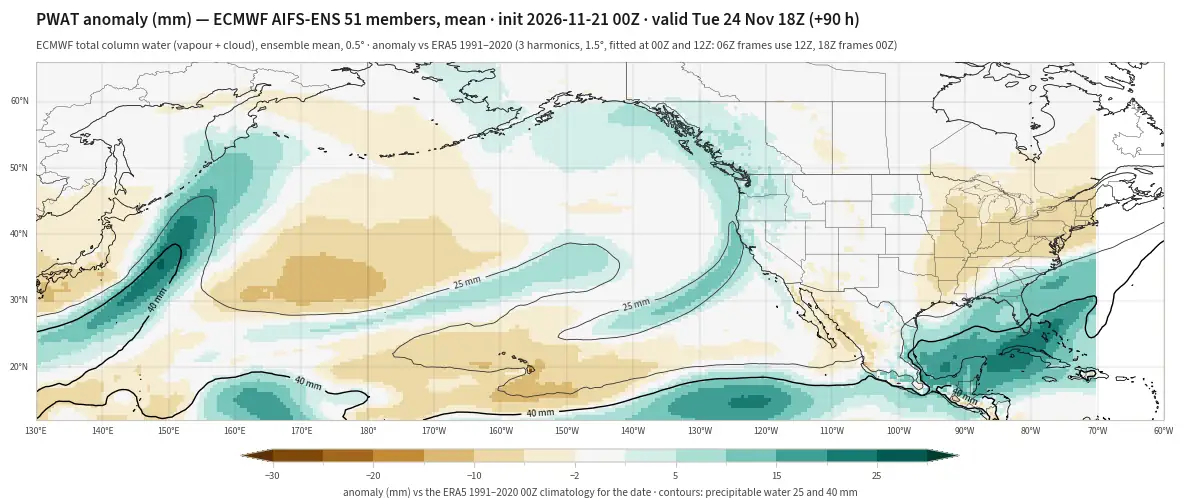 PWAT anomaly (mm) — ECMWF AIFS-ENS 51 members, mean · init 2026-11-21 00Z · valid Tue 24 Nov 18Z (+90 h)
ECMWF total column water (vapour + cloud), ensemble mean, 0.5° · anomaly vs ERA5 1991–2020 (3 harmonics, 1.5°, fitted at 00Z and 12Z: 06Z frames use 12Z, 18Z frames 00Z)
60°N
50°N
40°N
30°N
20°N
25 mm
25 mm
40 mm
40 mm
40 mm
40 mm
130°E 140°E 150°E 160°E 170°E 180° 170°W 160°W 150°W 140°W 130°W 120°W 110°W 100°W 90°W 80°W 70°W 60°W
−30 −20 −10 −2 5 15 25
anomaly (mm) vs the ERA5 1991–2020 00Z climatology for the date · contours: precipitable water 25 and 40 mm